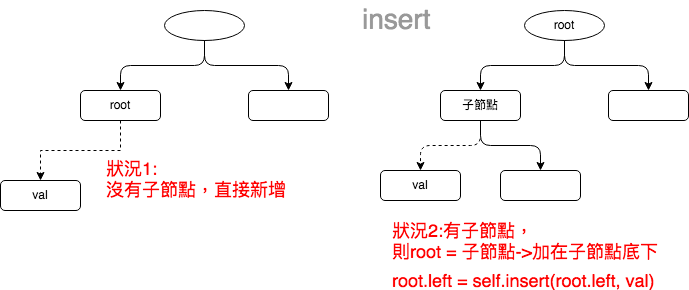 insert
root
val
狀況1:
沒有子節點，直接新增
root
子節點
val
狀況2:有子節點，
則root = 子節點->加在子節點底下
root.left = self.insert(root.left, val)